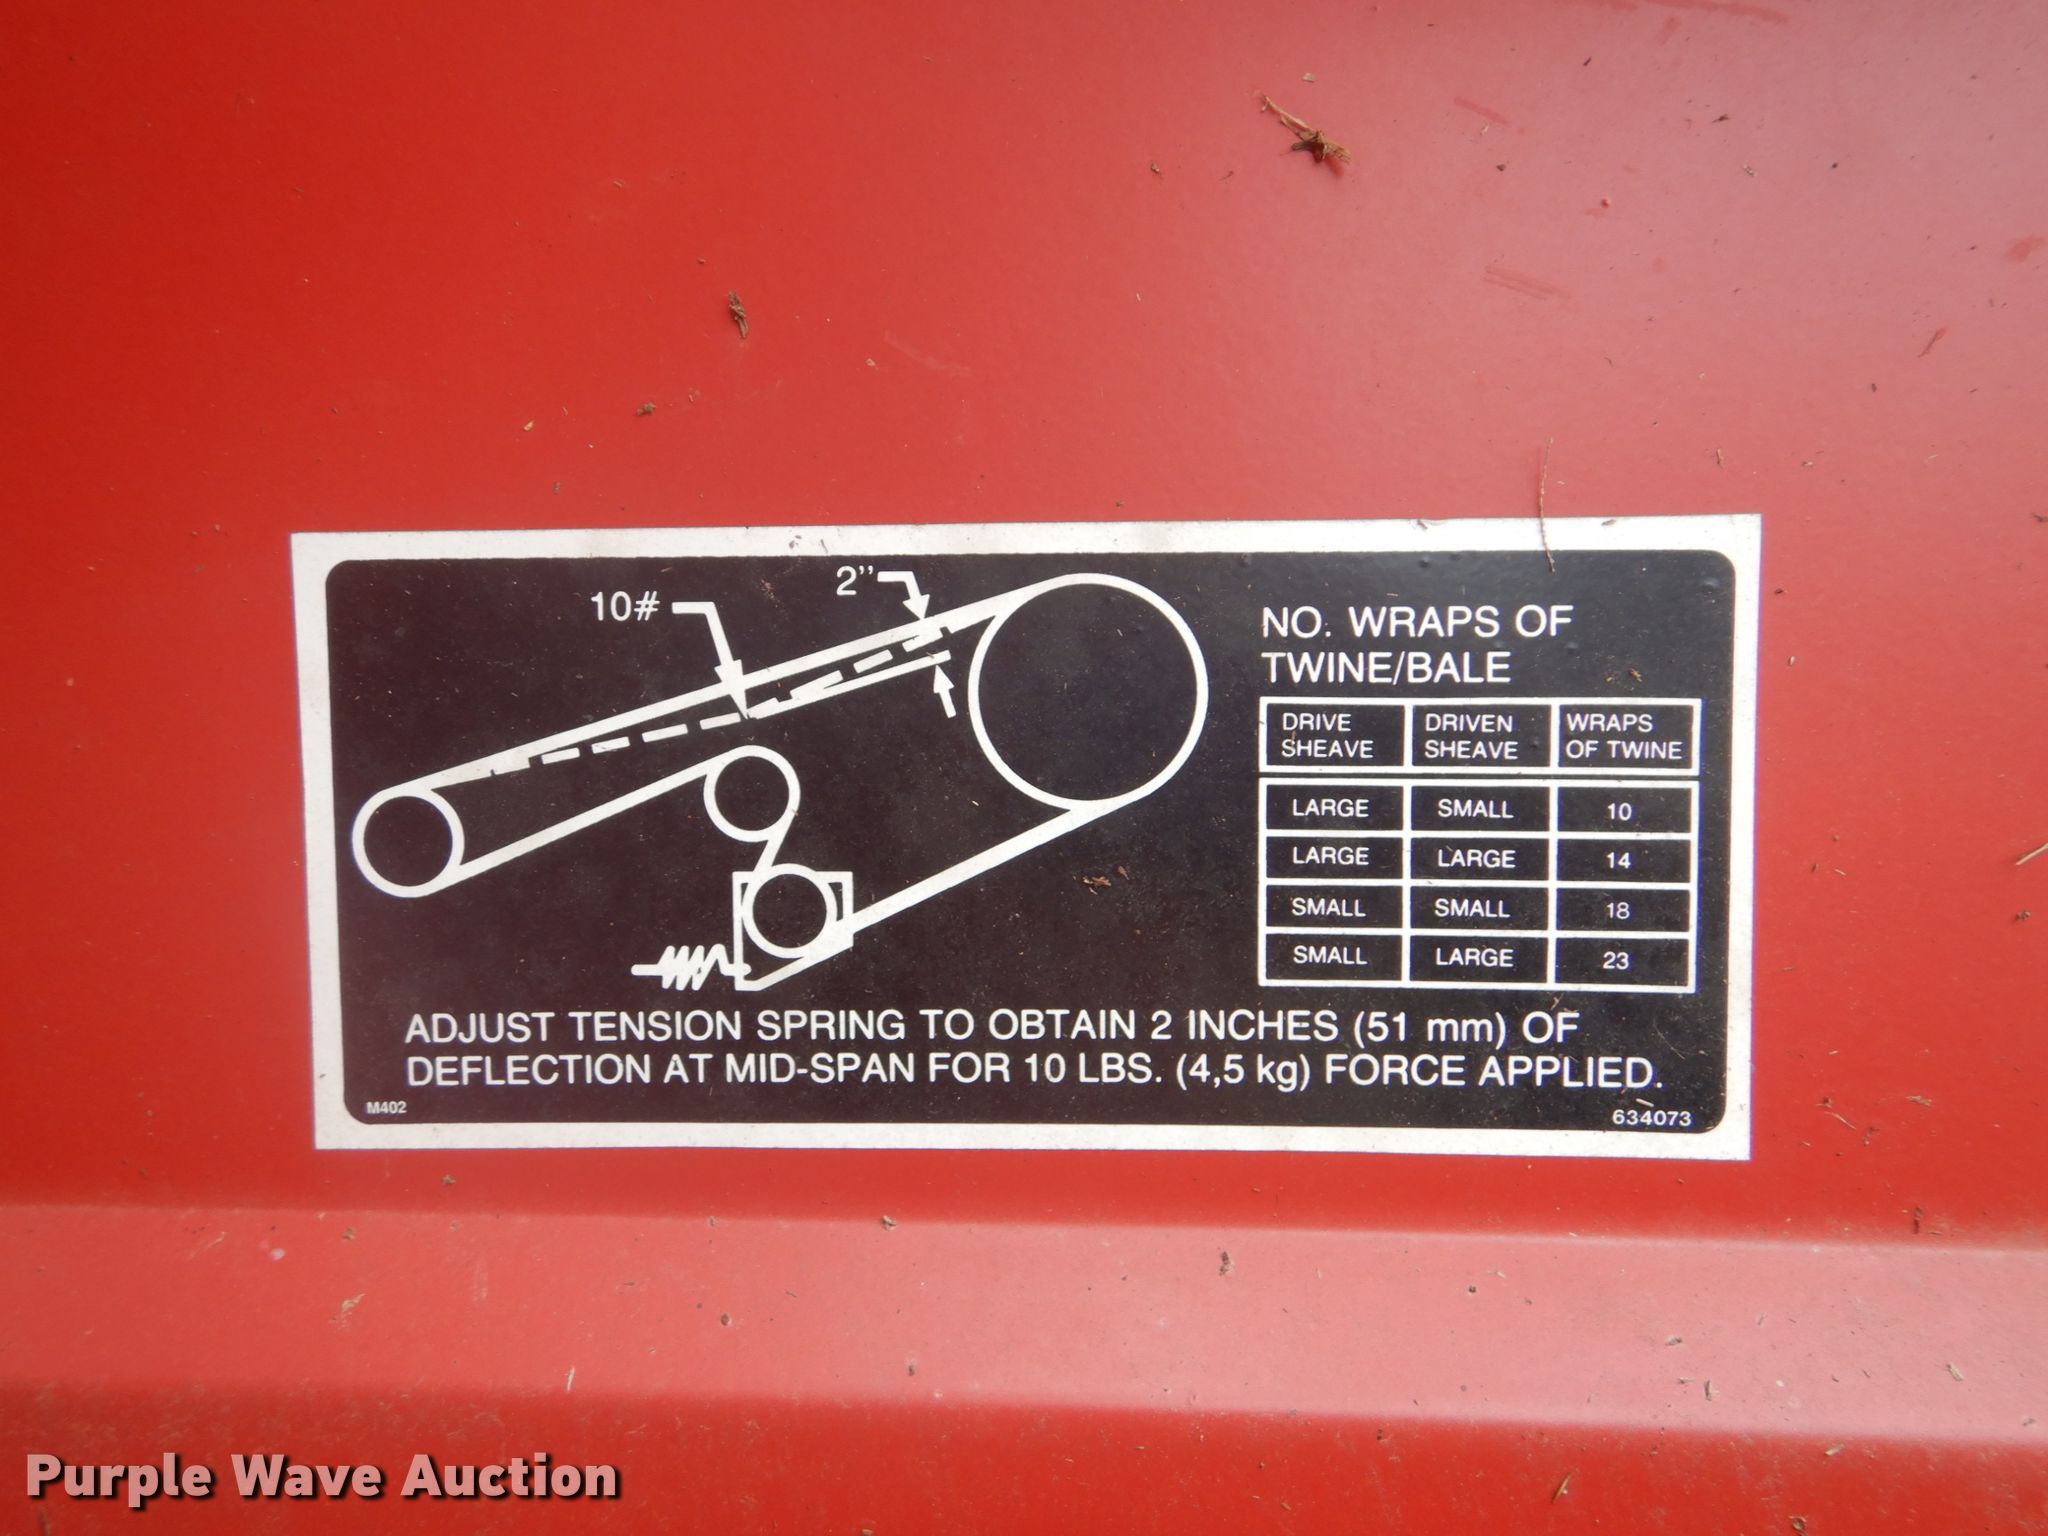 10#
2"
NO. WRAPS OF
TWINE/BALE
DRIVE SHEAVE DRIVEN SHEAVE WRAPS OF TWINE
LARGE SMALL 10
LARGE LARGE 14
SMALL SMALL 18
SMALL LARGE 23
ADJUST TENSION SPRING TO OBTAIN 2 INCHES (51 mm) OF
DEFLECTION AT MID-SPAN FOR 10 LBS. (4,5 kg) FORCE APPLIED.
M402
634073
Purple Wave Auction